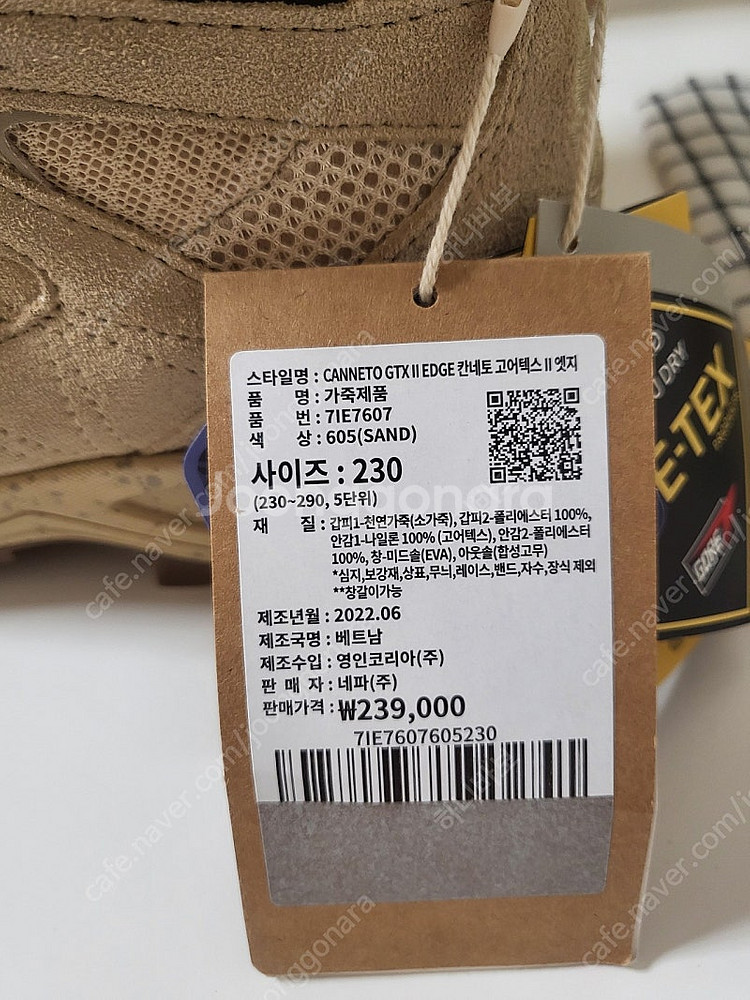 스타일명 : CANNETO GTX II EDGE 칸네토 고어텍스 II 엣지
품 명 : 가죽제품
품 번 : 7IE7607
색 상 : 605(SAND)
사이즈 : 230
(230~290, 5단위)
재 질 : 갑피1-천연가죽(소가죽), 갑피2-폴리에스터 100%,
안감1-나일론 100% (고어텍스), 안감2-폴리에스터
100%, 창-미드솔(EVA), 아웃솔(합성고무)
*심지,보강재,상표,무늬,레이스,밴드,자수,장식 제외
**창갈이가능
제조년월 : 2022.06
제조국명 : 베트남
제조수입 : 영인코리아(주)
판 매 자 : 네파(주)
판매가격 : ₩239,000
7IE7607605230
DRY
E-TEX
GORE
Joonggonara
cafe.naver.com/joonggonara